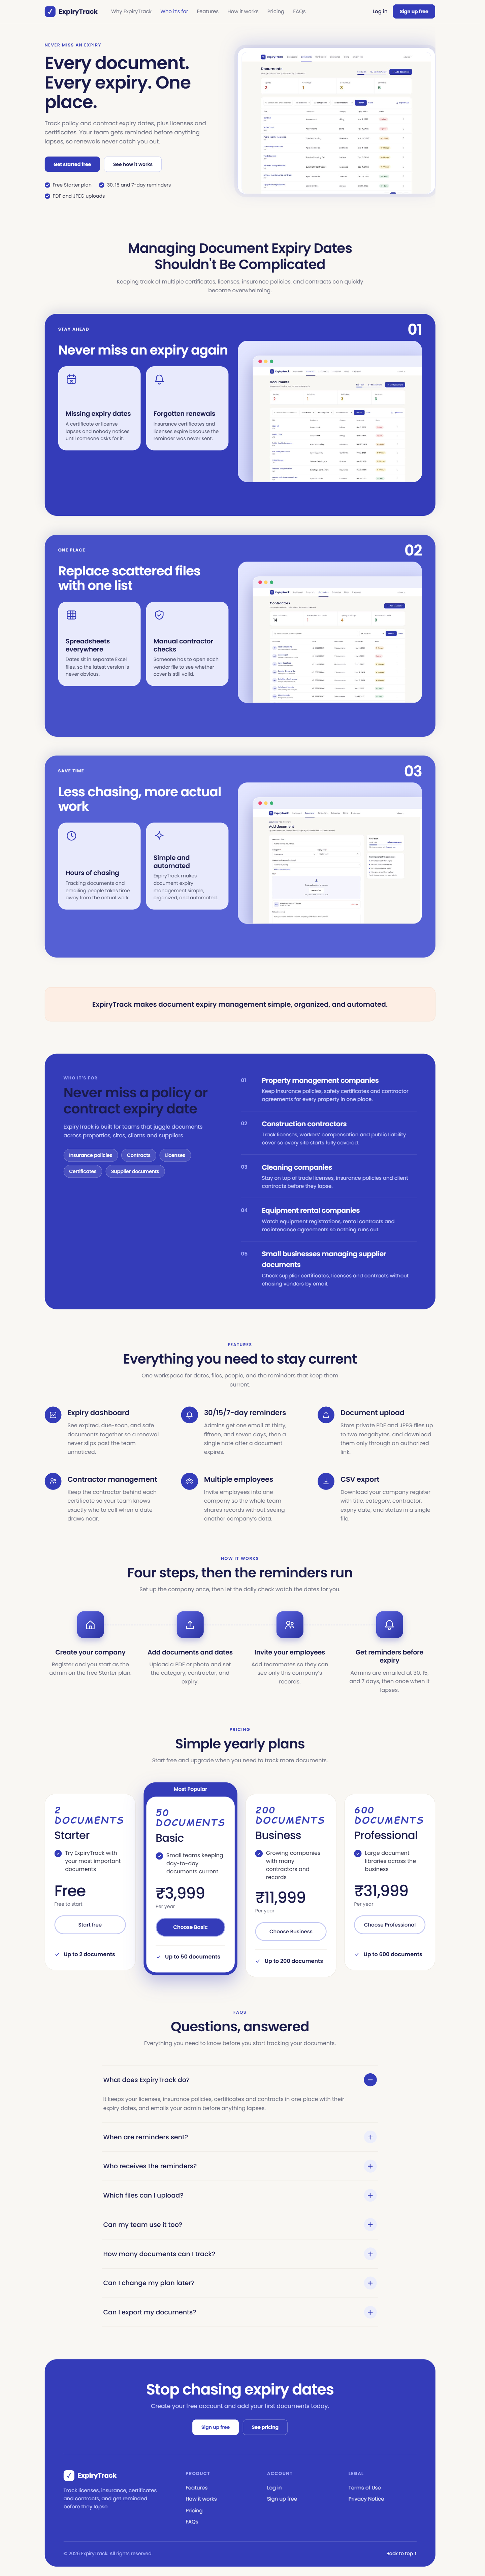 ExpiryTrack
Why ExpiryTrack
Who it's for
Features
How it works
Pricing
FAQs
Log in
Sign up free
NEVER MISS AN EXPIRY
Every document.
Every expiry. One
place.
Track policy and contract expiry dates, plus licenses and
certificates. Your team gets reminded before anything
lapses, so renewals never catch you out.
Get started free
See how it works
Free Starter plan
30, 15 and 7-day reminders
PDF and JPEG uploads
ExpiryTrack
Documents
Managing Document Expiry Dates
Shouldn't Be Complicated
Keeping track of multiple certificates, licenses, insurance policies, and contracts can quickly
become overwhelming.
STAY AHEAD
01
Never miss an expiry again
Missing expiry dates
A certificate or license
lapses and nobody notices
until someone asks for it.
Forgotten renewals
Insurance certificates and
licenses expire because the
reminder was never sent.
ExpiryTrack
Documents
ONE PLACE
02
Replace scattered files
with one list
Spreadsheets
everywhere
Dates sit in separate Excel
files, so the latest version is
never obvious.
Manual contractor
checks
Someone has to open each
vendor file to see whether
cover is still valid.
ExpiryTrack
Contractors
SAVE TIME
03
Less chasing, more actual
work
Hours of chasing
Tracking documents and
emailing people takes time
away from the actual work.
Simple and
automated
ExpiryTrack makes
document expiry
management simple,
organized, and automated.
ExpiryTrack
Add document
ExpiryTrack makes document expiry management simple, organized, and automated.
WHO IT'S FOR
Never miss a policy or
contract expiry date
ExpiryTrack is built for teams that juggle documents
across properties, sites, clients and suppliers.
Insurance policies
Contracts
Licenses
Certificates
Supplier documents
01
Property management companies
Keep insurance policies, safety certificates and contractor
agreements for every property in one place.
02
Construction contractors
Track licenses, workers' compensation and public liability
cover so every site starts fully covered.
03
Cleaning companies
Stay on top of trade licenses, insurance policies and client
contracts before they lapse.
04
Equipment rental companies
Watch equipment registrations, rental contracts and
maintenance agreements so nothing runs out.
05
Small businesses managing supplier
documents
Check supplier certificates, licenses and contracts without
chasing vendors by email.
FEATURES
Everything you need to stay current
One workspace for dates, files, people, and the reminders that keep them
current.
Expiry dashboard
See expired, due-soon, and safe
documents together so a renewal
never slips past the team
unnoticed.
30/15/7-day reminders
Admins get one email at thirty,
fifteen, and seven days, then a
single note after a document
expires.
Document upload
Store private PDF and JPEG files up
to two megabytes, and download
them only through an authorized
link.
Contractor management
Keep the contractor behind each
certificate so your team knows
exactly who to call when a date
draws near.
Multiple employees
Invite employees into one
company so the whole team
shares records without seeing
another company's data.
CSV export
Download your company register
with title, category, contractor,
expiry date, and status in a single
file.
HOW IT WORKS
Four steps, then the reminders run
Set up the company once, then let the daily check watch the dates for you.
Create your company
Register and you start as the
admin on the free Starter plan.
Add documents and dates
Upload a PDF or photo and set
the category, contractor, and
expiry.
Invite your employees
Add teammates so they can
see only this company's
records.
Get reminders before
expiry
Admins are emailed at 30, 15,
and 7 days, then once when it
lapses.
PRICING
Simple yearly plans
Start free and upgrade when you need to track more documents.
2
DOCUMENTS
Starter
Try ExpiryTrack with
your most important
documents
Free
Free to start
Start free
Up to 2 documents
Most Popular
50
DOCUMENTS
Basic
Small teams keeping
day-to-day
documents current
₹3,999
Per year
Choose Basic
Up to 50 documents
200
DOCUMENTS
Business
Growing companies
with many
contractors and
records
₹11,999
Per year
Choose Business
Up to 200 documents
600
DOCUMENTS
Professional
Large document
libraries across the
business
₹31,999
Per year
Choose Professional
Up to 600 documents
FAQS
Questions, answered
Everything you need to know before you start tracking your documents.
What does ExpiryTrack do?
It keeps your licenses, insurance policies, certificates and contracts in one place with their
expiry dates, and emails your admin before anything lapses.
When are reminders sent?
Who receives the reminders?
Which files can I upload?
Can my team use it too?
How many documents can I track?
Can I change my plan later?
Can I export my documents?
Stop chasing expiry dates
Create your free account and add your first documents today.
Sign up free
See pricing
ExpiryTrack
Track licenses, insurance, certificates
and contracts, and get reminded
before they lapse.
PRODUCT
Features
How it works
Pricing
FAQs
ACCOUNT
Log in
Sign up free
LEGAL
Terms of Use
Privacy Notice
© 2026 ExpiryTrack. All rights reserved.
Back to top ↑